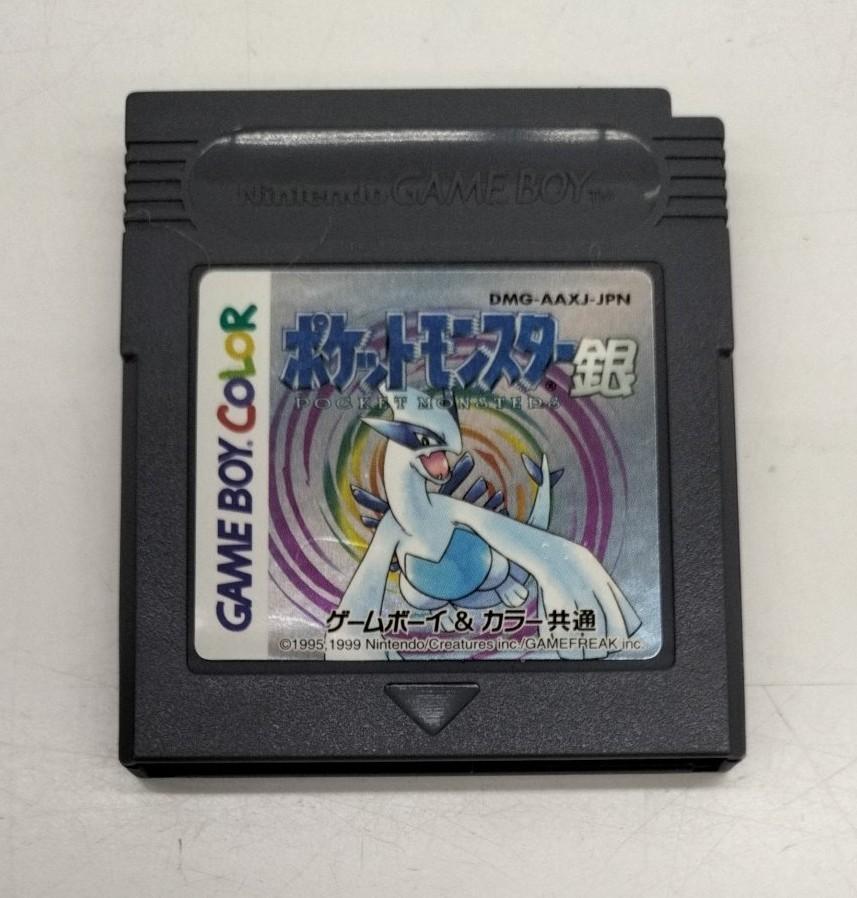 Nintendo GAME BOY™
DMG-AAXJ-JPN
ポケットモンスター銀
POCKET MONSTERS
GAME BOY COLOR
ゲームボーイ & カラー共通
©1995,1999 Nintendo/Creatures inc./GAMEFREAK inc.